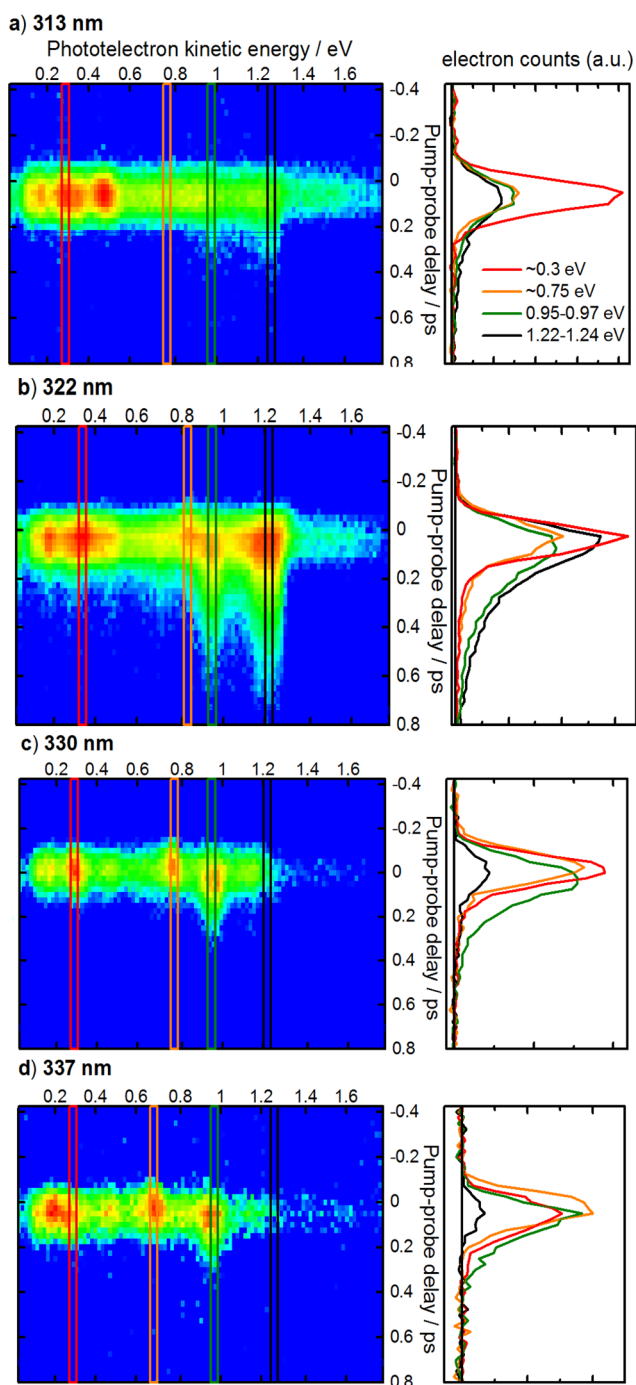 a) 313 nm
Phototelectron kinetic energy / eV
electron counts (a.u.)
0.2 0.4 0.6 0.8 1 1.2 1.4 1.6
-0.4
-0.2
0
0.2
0.4
0.6
0.8
Pump-probe delay / ps
~0.3 eV
~0.75 eV
0.95-0.97 eV
1.22-1.24 eV
b) 322 nm
0.2 0.4 0.6 0.8 1 1.2 1.4 1.6
-0.4
-0.2
0
0.2
0.4
0.6
0.8
Pump-probe delay / ps
c) 330 nm
0.2 0.4 0.6 0.8 1 1.2 1.4 1.6
-0.4
-0.2
0
0.2
0.4
0.6
0.8
Pump-probe delay / ps
d) 337 nm
0.2 0.4 0.6 0.8 1 1.2 1.4 1.6
-0.4
-0.2
0
0.2
0.4
0.6
0.8
Pump-probe delay / ps